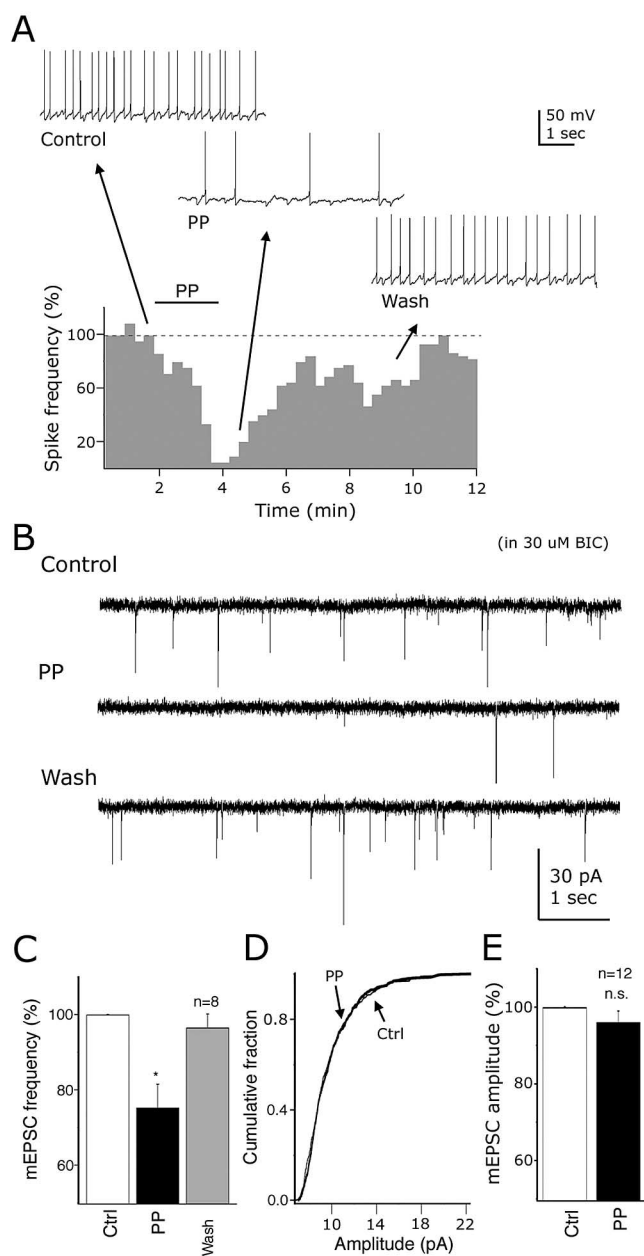 A
50 mV
1 sec
Control
PP
Wash
PP
Spike frequency (%)
100
60
20
2 4 6 8 10 12
Time (min)
B
(in 30 uM BIC)
Control
PP
Wash
30 pA
1 sec
C
mEPSC frequency (%)
100
80
60
n=8
*
Ctrl
PP
Wash
D
Cumulative fraction
0.8
0.4
0.0
PP
Ctrl
10 14 18 22
Amplitude (pA)
E
mEPSC amplitude (%)
100
80
60
n=12
n.s.
Ctrl
PP